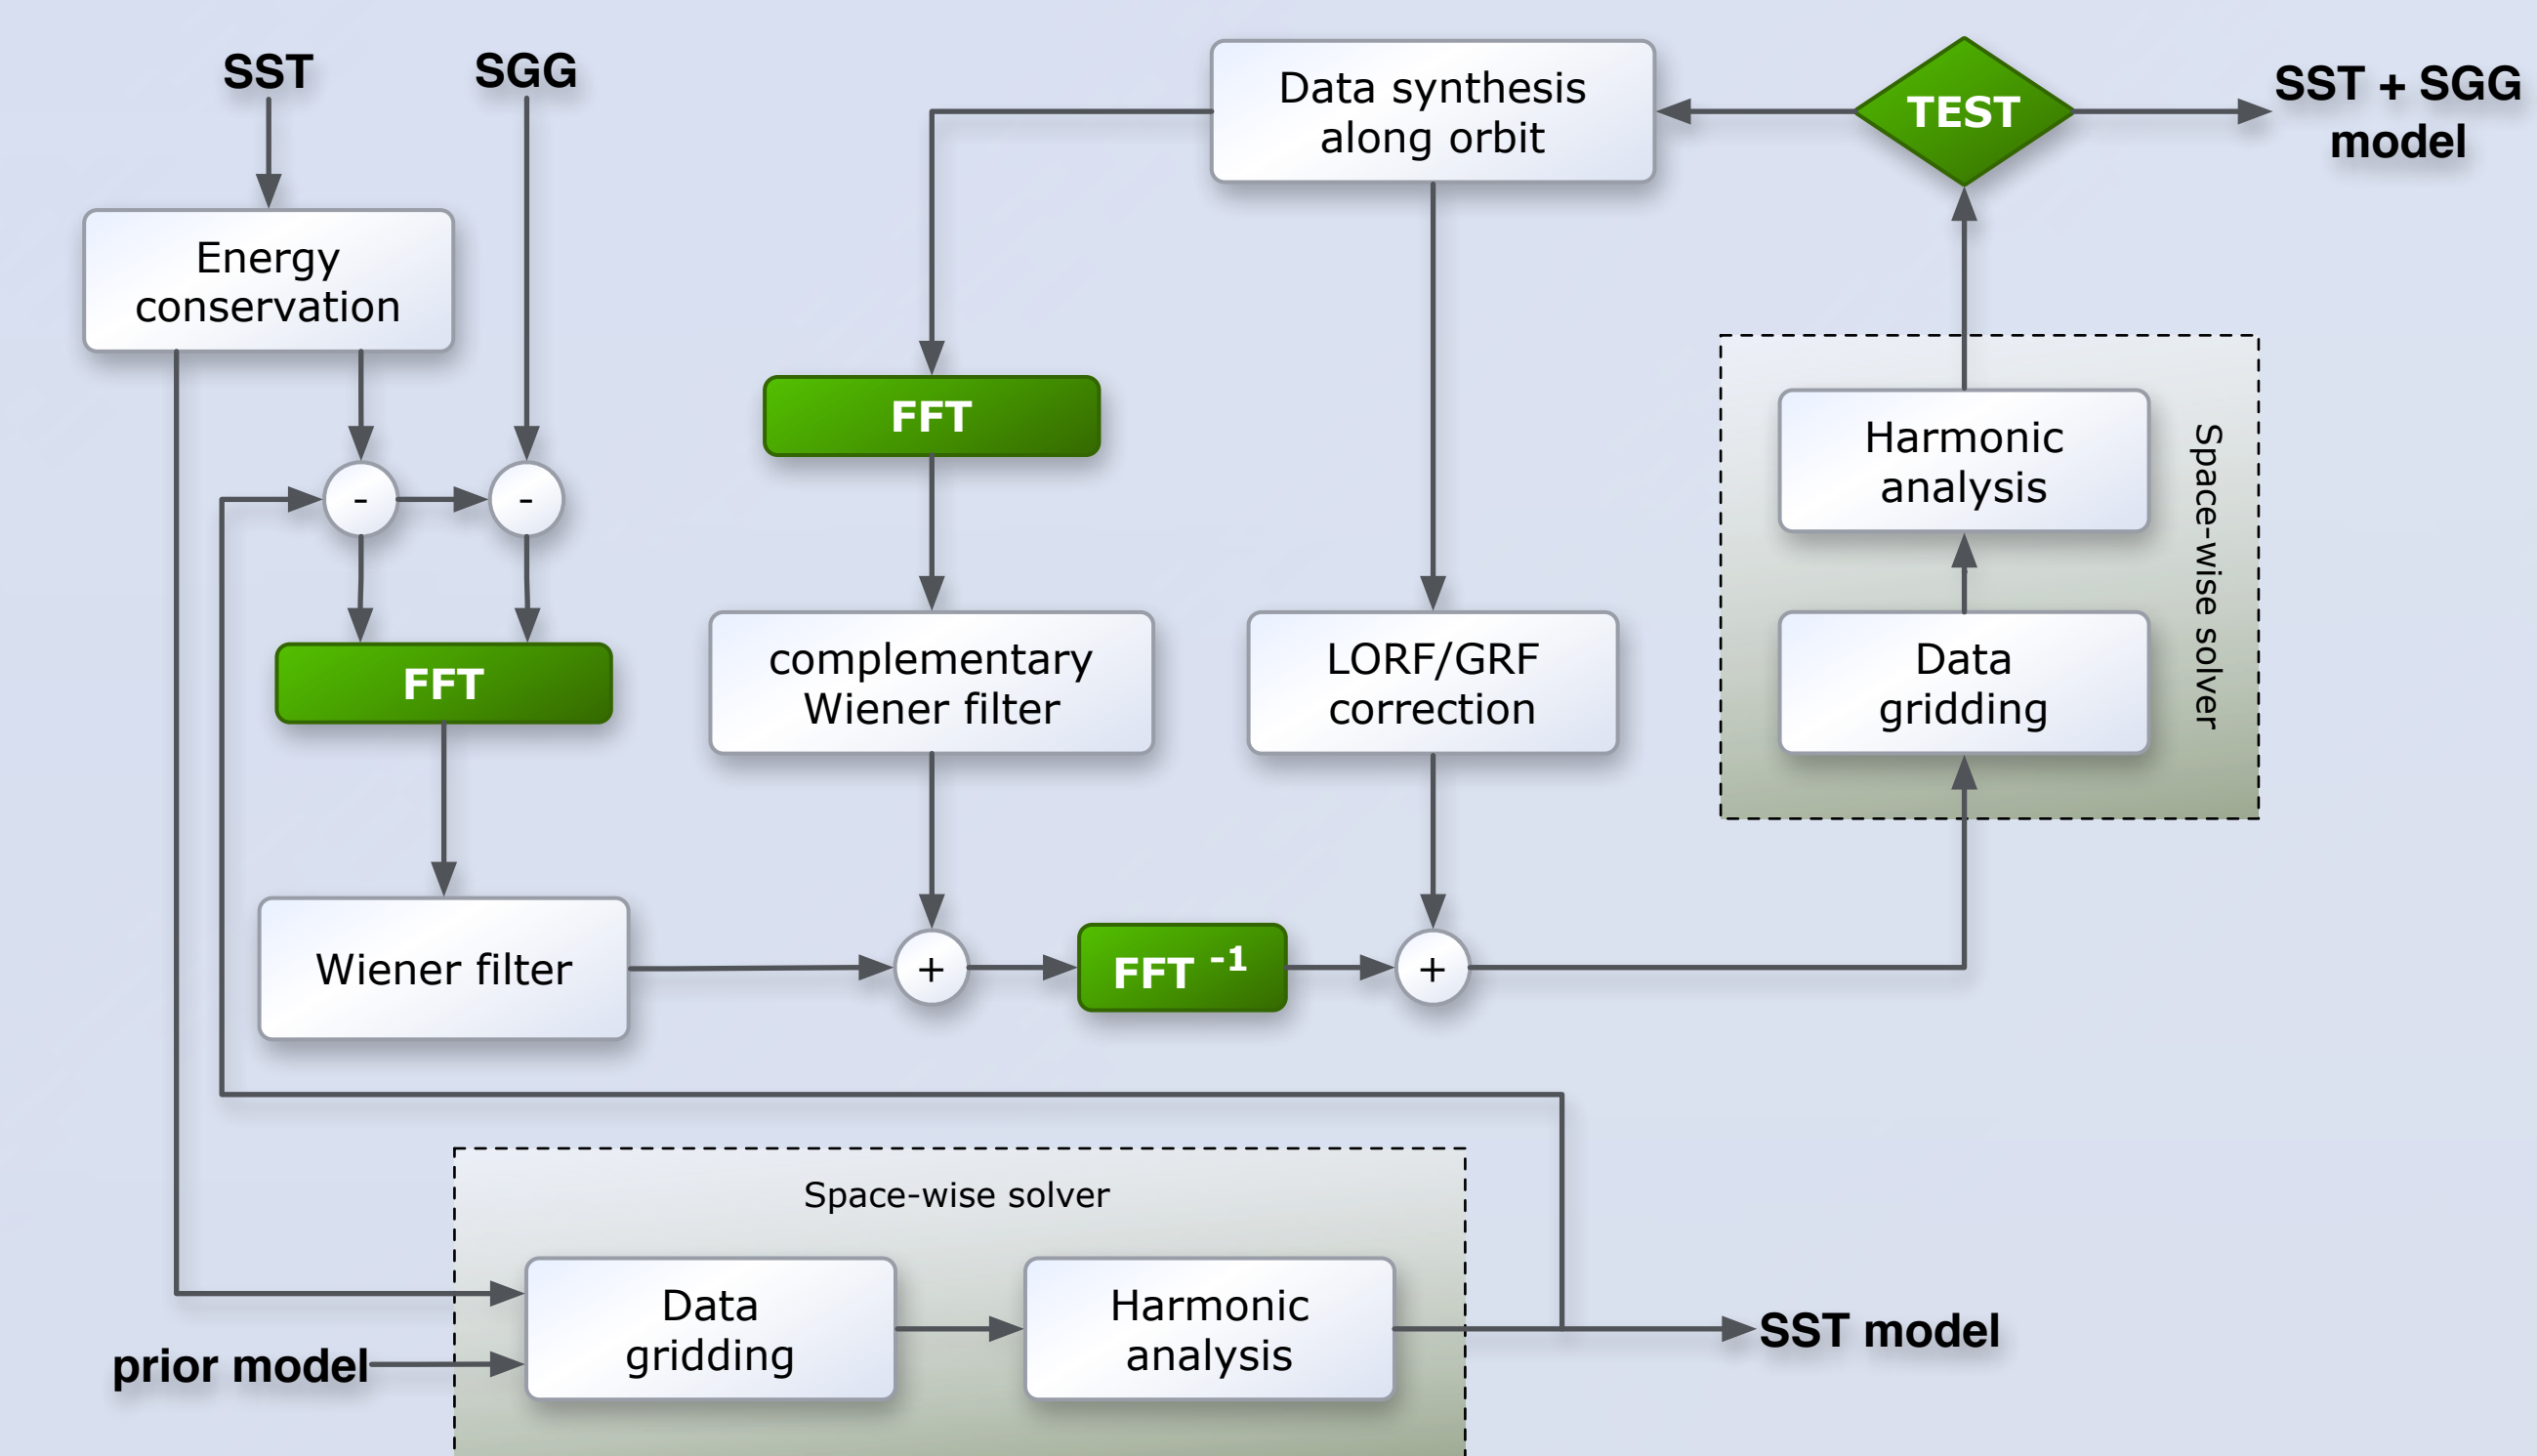 SST
SGG
Data synthesis
along orbit
TEST
SST + SGG
model
Energy
conservation
FFT
Harmonic
analysis
Space-wise solver
-
-
FFT
complementary
Wiener filter
LORF/GRF
correction
Data
gridding
Wiener filter
+
FFT -1
+
Space-wise solver
Data
gridding
Harmonic
analysis
SST model
prior model